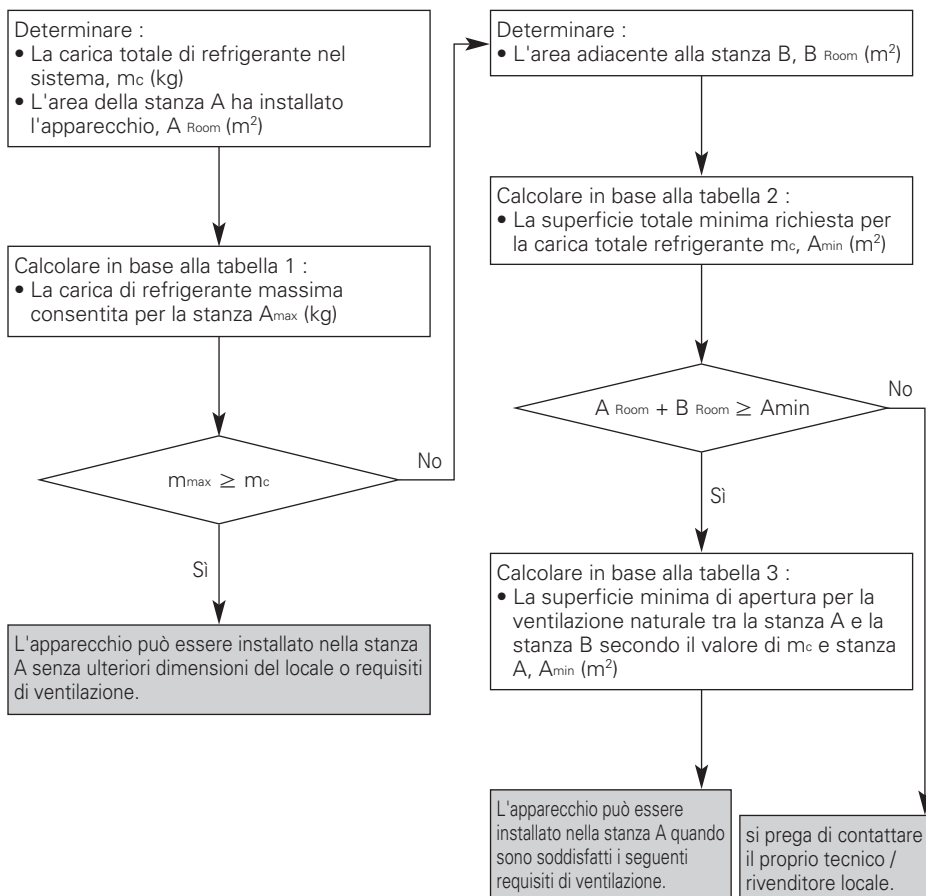 Determinare :
• La carica totale di refrigerante nel
sistema, mc (kg)
• L'area della stanza A ha installato
l'apparecchio, A Room (m²)
Calcolare in base alla tabella 1 :
• La carica di refrigerante massima
consentita per la stanza Amax (kg)
mmax ≥ mc
No
Sì
L'apparecchio può essere installato nella stanza
A senza ulteriori dimensioni del locale o requisiti
di ventilazione.
Determinare :
• L'area adiacente alla stanza B, B Room (m²)
Calcolare in base alla tabella 2 :
• La superficie totale minima richiesta per
la carica totale refrigerante mc, Amin (m²)
A Room + B Room ≥ Amin
No
Sì
Calcolare in base alla tabella 3 :
• La superficie minima di apertura per la
ventilazione naturale tra la stanza A e la
stanza B secondo il valore di mc e stanza
A, Amin (m²)
L'apparecchio può essere
installato nella stanza A quando
sono soddisfatti i seguenti
requisiti di ventilazione.
si prega di contattare
il proprio tecnico /
rivenditore locale.